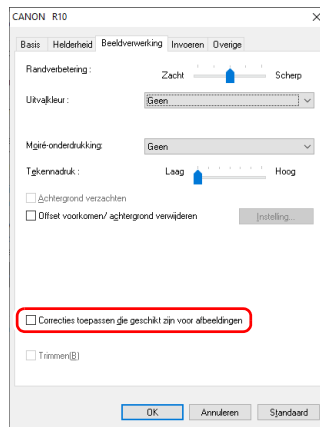 CANON R10
Basis Helderheid Beeldverwerking Invoeren Overige
Randverbetering :
Zacht Scherp
Uitvalkleur : Geen
Moiré-onderdrukking: Geen
Tekennadruk : Laag Hoog
Achtergrond verzachten
Offset voorkomen/ achtergrond verwijderen Instelling...
Correcties toepassen die geschikt zijn voor afbeeldingen
Trimmen(B)
OK Annuleren Standaard